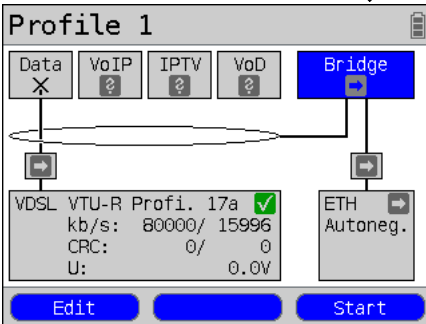 Profile 1
Data VoIP IPTV VoD Bridge
? ? ?
VDSL VTU-R Profi. 17a
kb/s: 80000/ 15996
CRC: 0/ 0
U: 0.0V
ETH
Autoneg.
Edit Start